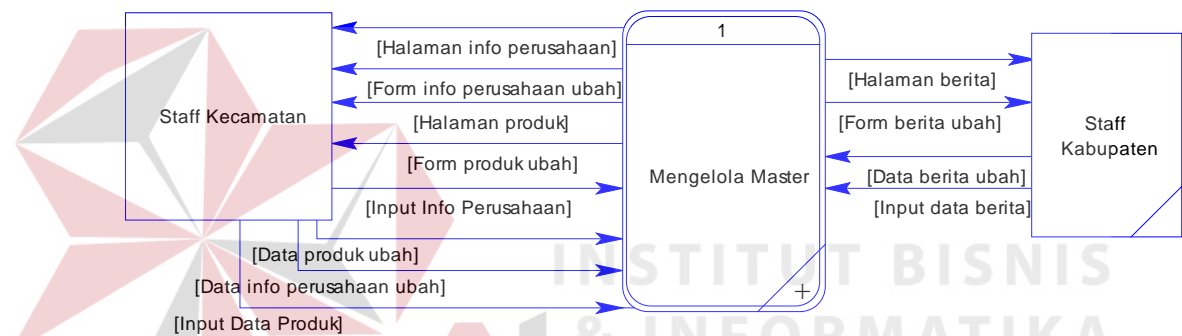 1
[Halaman info perusahaan]
[Halaman berita]
[Form info perusahaan ubah]
Staff Kecamatan
[Halaman produk]
[Form berita ubah]
Staff
Kabupaten
[Form produk ubah]
Mengelola Master
[Data berita ubah]
[Input Info Perusahaan]
[Input data berita]
[Data produk ubah]
INSTITUT BISNIS
[Data info perusahaan ubah]
+
[Input Data Produk]
& INFORMATIKA